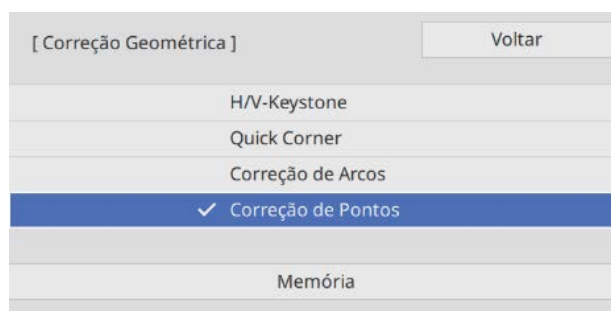 [ Correção Geométrica ] Voltar
H/V-Keystone
Quick Corner
Correção de Arcos
✓ Correção de Pontos
Memória